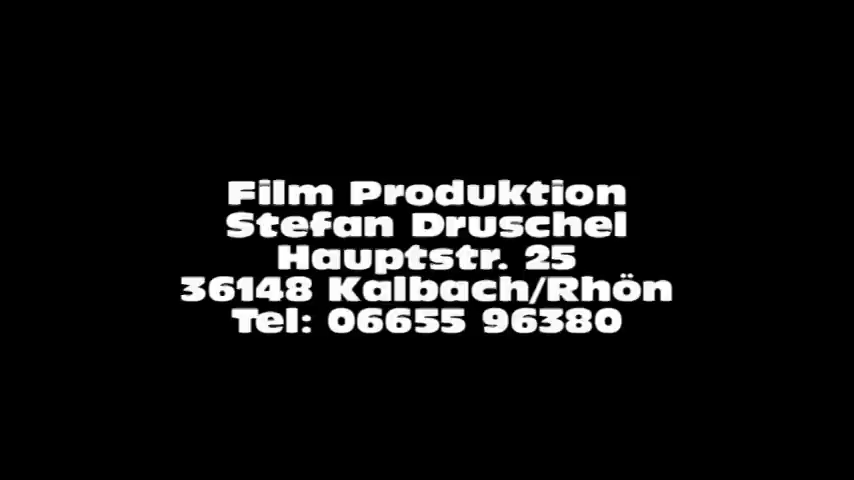 Film Produktion
Stefan Druschel
Hauptstr. 25
36148 Kalbach/Rhön
Tel: 06655 96380